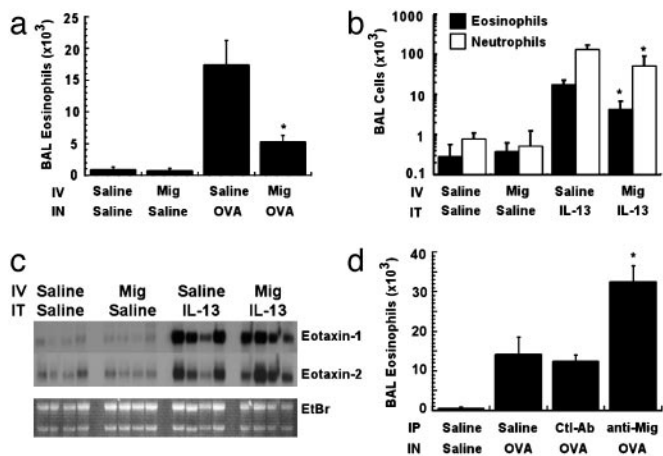 a
BAL Eosinophils (x10³)
25
20
15
10
5
0
IV Saline Mig Saline Mig
IN Saline Saline OVA OVA
*
b
Eosinophils
Neutrophils
BAL Cells (x10³)
1000
100
10
1
0.1
* *
IV Saline Mig Saline Mig
IT Saline Saline IL-13 IL-13
c
IV Saline Mig Saline Mig
IT Saline Saline IL-13 IL-13
Eotaxin-1
Eotaxin-2
EtBr
d
BAL Eosinophils (x10³)
40
30
20
10
0
*
IP Saline Saline Ctl-Ab anti-Mig
IN Saline OVA OVA OVA